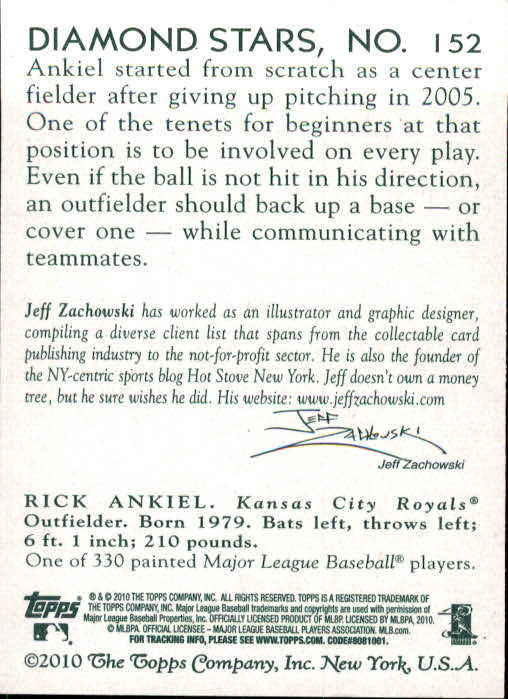 DIAMOND STARS, NO. 152
Ankiel started from scratch as a center
fielder after giving up pitching in 2005.
One of the tenets for beginners at that
position is to be involved on every play.
Even if the ball is not hit in his direction,
an outfielder should back up a base — or
cover one — while communicating with
teammates.
Jeff Zachowski has worked as an illustrator and graphic designer,
compiling a diverse client list that spans from the collectable card
publishing industry to the not-for-profit sector. He is also the founder of
the NY-centric sports blog Hot Stove New York. Jeff doesn't own a money
tree, but he sure wishes he did. His website: www.jeffzachowski.com
JEFF
ZACHOWSKI
Jeff Zachowski
RICK ANKIEL. Kansas City Royals®
Outfielder. Born 1979. Bats left, throws left;
6 ft. 1 inch; 210 pounds.
One of 330 painted Major League Baseball® players.
Topps
® & © 2010 THE TOPPS COMPANY, INC. ALL RIGHTS RESERVED. TOPPS IS A REGISTERED TRADEMARK OF
THE TOPPS COMPANY, INC. Major League Baseball trademarks and copyrights are used with permission of
Major League Baseball Properties, Inc. OFFICIALLY LICENSED PRODUCT OF MLBP. LICENSED BY MLBPA, 2010.
© MLBPA. OFFICIAL LICENSEE – MAJOR LEAGUE BASEBALL PLAYERS ASSOCIATION. MLB.com.
FOR TRACKING INFO, PLEASE SEE WWW.TOPPS.COM. CODE#8081001.
©2010 The Topps Company, Inc. New York, U.S.A.